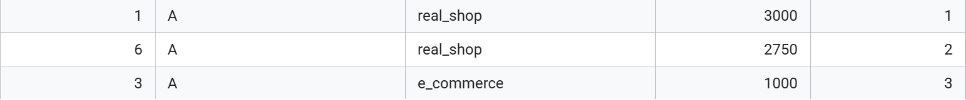 1 A real_shop 3000 1
6 A real_shop 2750 2
3 A e_commerce 1000 3